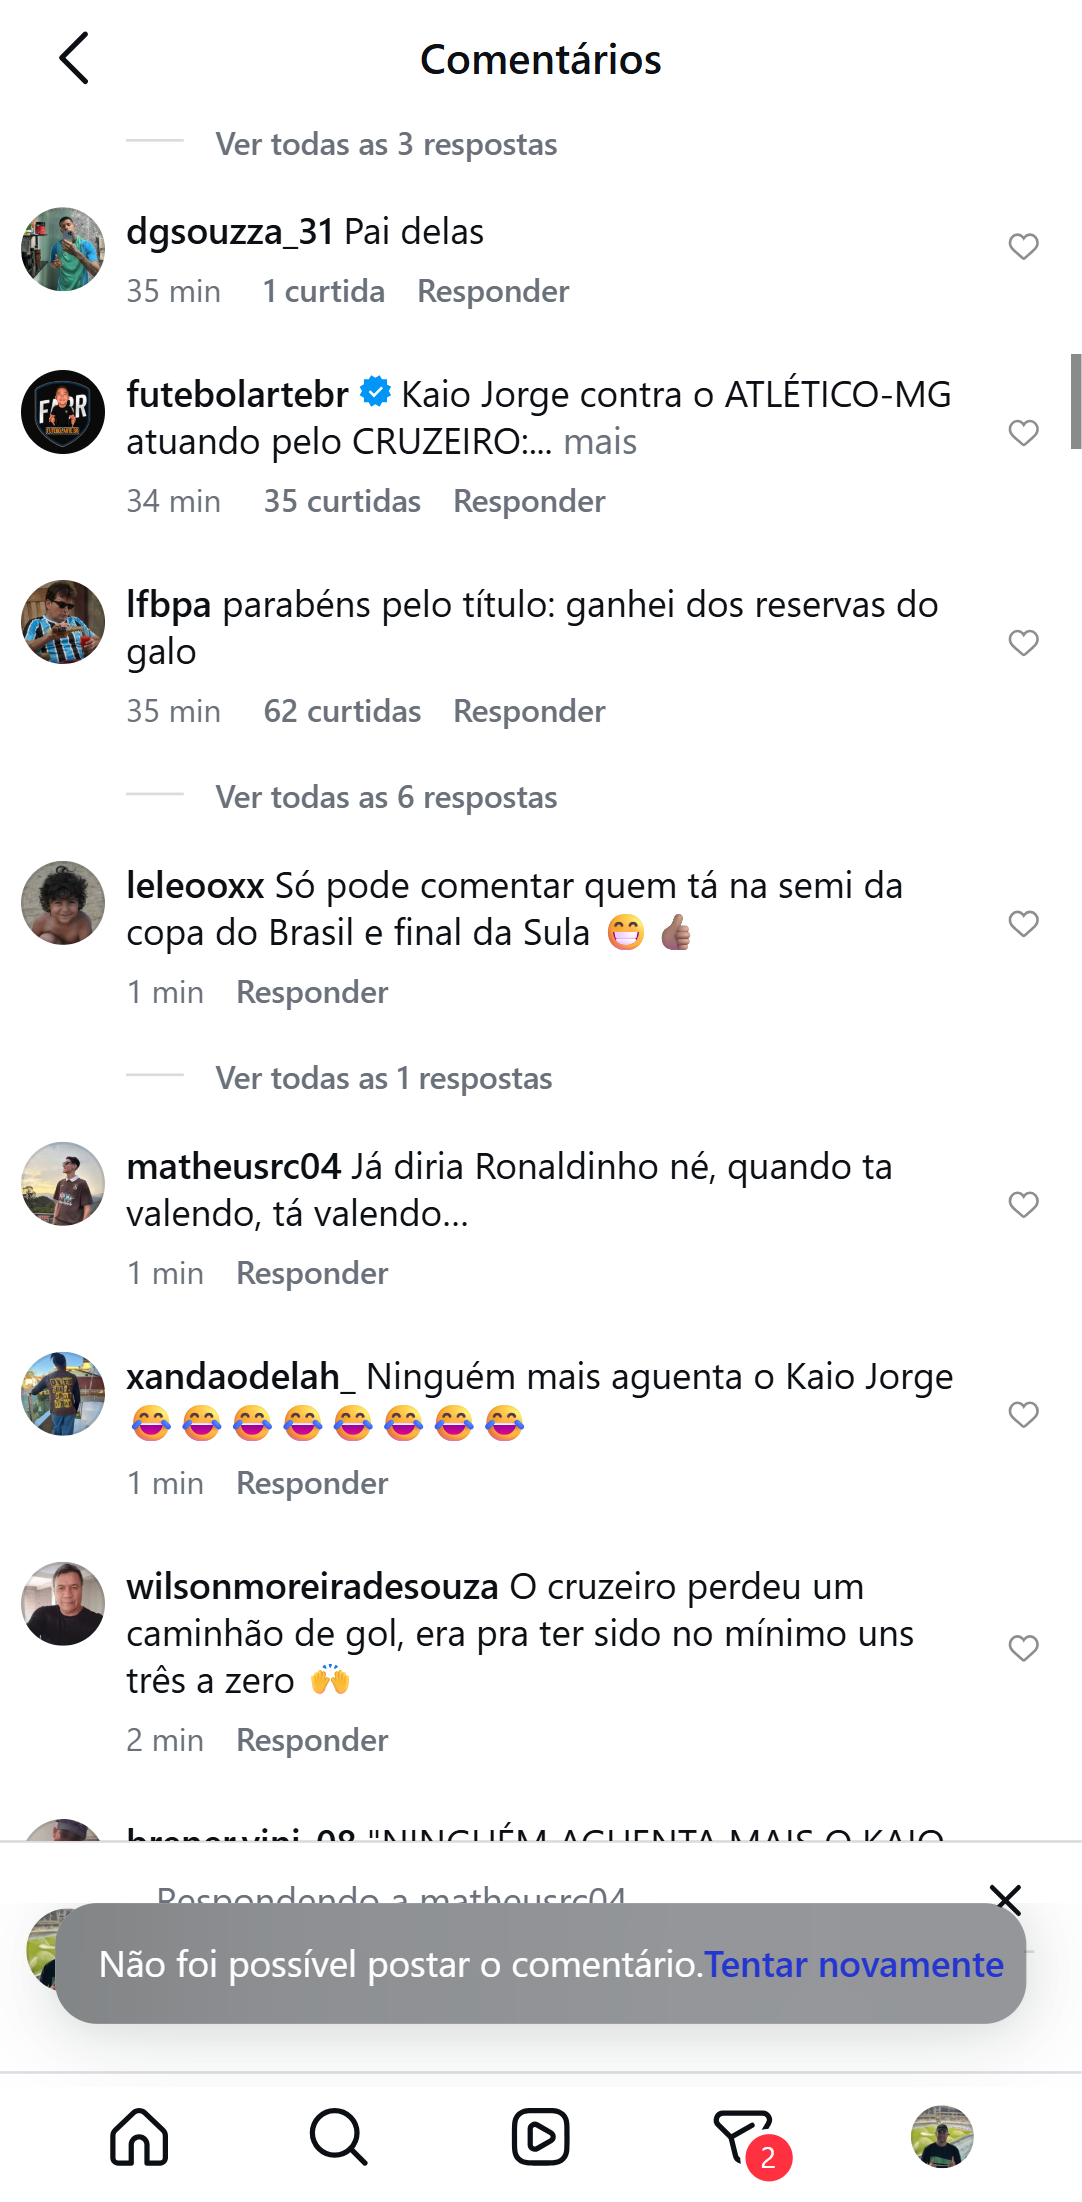 Comentários
Ver todas as 3 respostas
dgsouzza_31 Pai delas
35 min 1 curtida Responder
futebolartebr Kaio Jorge contra o ATLÉTICO-MG
atuando pelo CRUZEIRO:... mais
34 min 35 curtidas Responder
lfbpa parabéns pelo título: ganhei dos reservas do
galo
35 min 62 curtidas Responder
Ver todas as 6 respostas
leleooxx Só pode comentar quem tá na semi da
copa do Brasil e final da Sula 😁 👍🏽
1 min Responder
Ver todas as 1 respostas
matheusrc04 Já diria Ronaldinho né, quando ta
valendo, tá valendo...
1 min Responder
xandaodelah_ Ninguém mais aguenta o Kaio Jorge
😂😂😂😂😂😂😂😂
1 min Responder
wilsonmoreiradesouza O cruzeiro perdeu um
caminhão de gol, era pra ter sido no mínimo uns
três a zero 🙌
2 min Responder
"NINGUÉM AGUENTA MAIS O KAIO
Respondendo a matheusrc04
Não foi possível postar o comentário.Tentar novamente
2